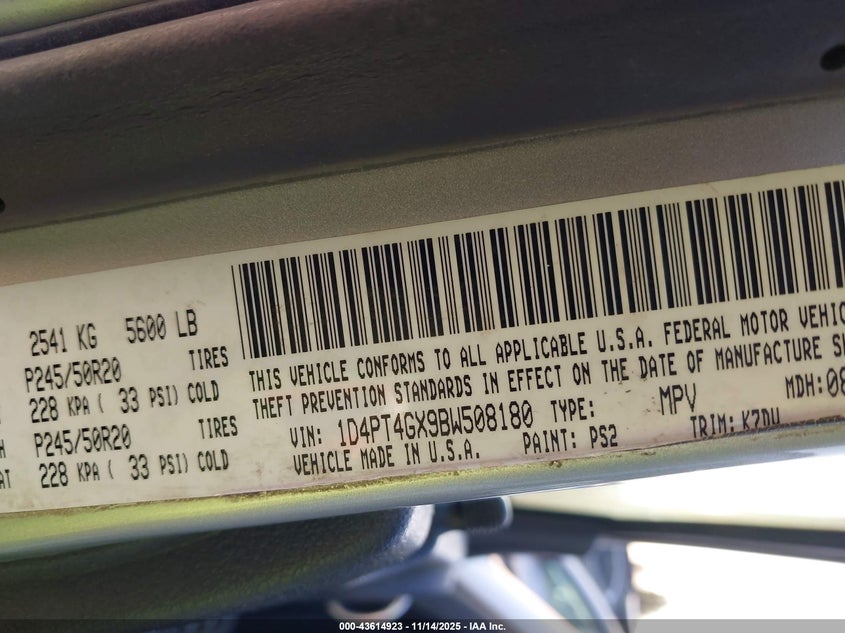 2541 KG 5600 LB
P245/50R20 TIRES
228 KPA ( 33 PSI) COLD
P245/50R20 TIRES
228 KPA ( 33 PSI) COLD
THIS VEHICLE CONFORMS TO ALL APPLICABLE U.S.A. FEDERAL MOTOR VEHIC
THEFT PREVENTION STANDARDS IN EFFECT ON THE DATE OF MANUFACTURE S
VIN: 1D4PT4GX9BW508180 TYPE: MPV MDH:08
VEHICLE MADE IN U.S.A. PAINT: PS2 TRIM: K7DV
000-43614923 - 11/14/2025 - IAA Inc.